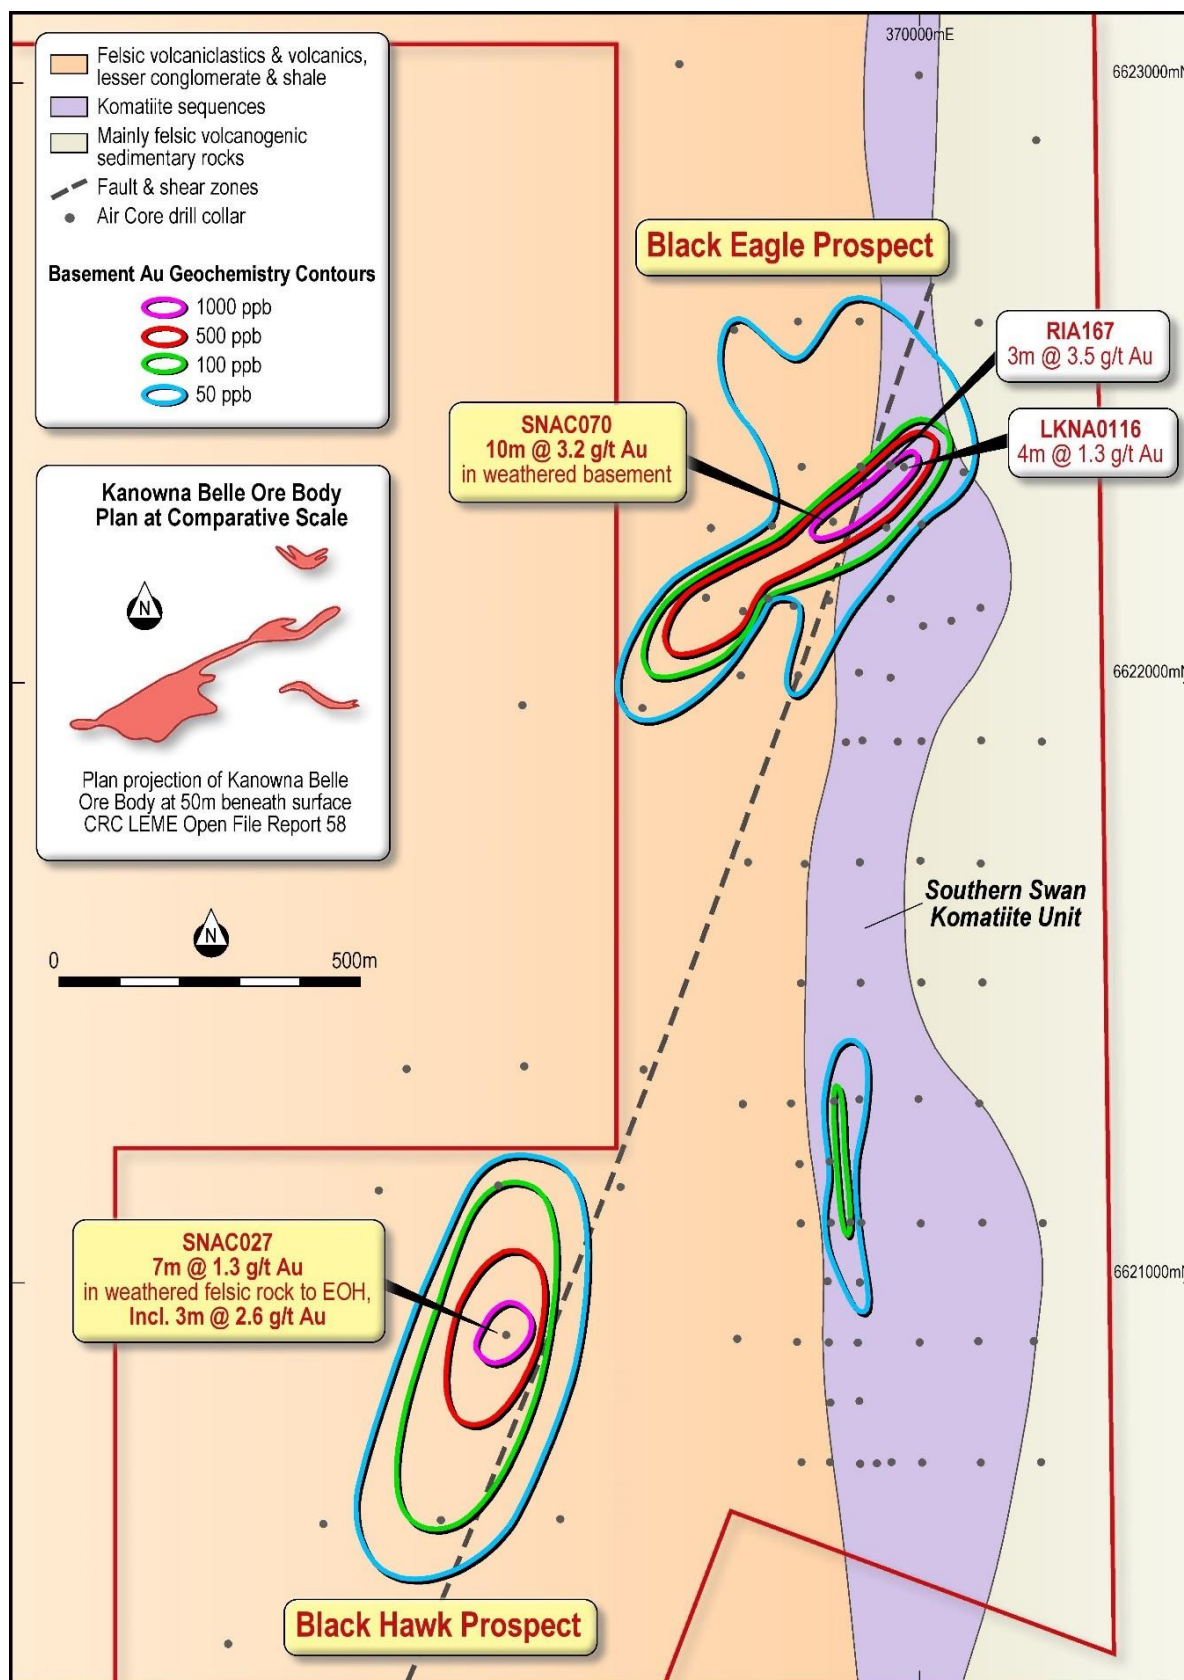 370000mE
6623000mN
Felsic volcaniclastics & volcanics,
lesser conglomerate & shale
Komatiite sequences
Mainly felsic volcanogenic
sedimentary rocks
Fault & shear zones
Air Core drill collar
Basement Au Geochemistry Contours
1000 ppb
500 ppb
100 ppb
50 ppb
Black Eagle Prospect
RIA167
3m @ 3.5 g/t Au
SNAC070
10m @ 3.2 g/t Au
in weathered basement
LKNA0116
4m @ 1.3 g/t Au
Kanowna Belle Ore Body
Plan at Comparative Scale
N
Plan projection of Kanowna Belle
Ore Body at 50m beneath surface
CRC LEME Open File Report 58
6622000mN
Southern Swan
Komatiite Unit
N
0 500m
SNAC027
7m @ 1.3 g/t Au
in weathered felsic rock to EOH,
Incl. 3m @ 2.6 g/t Au
6621000mN
Black Hawk Prospect